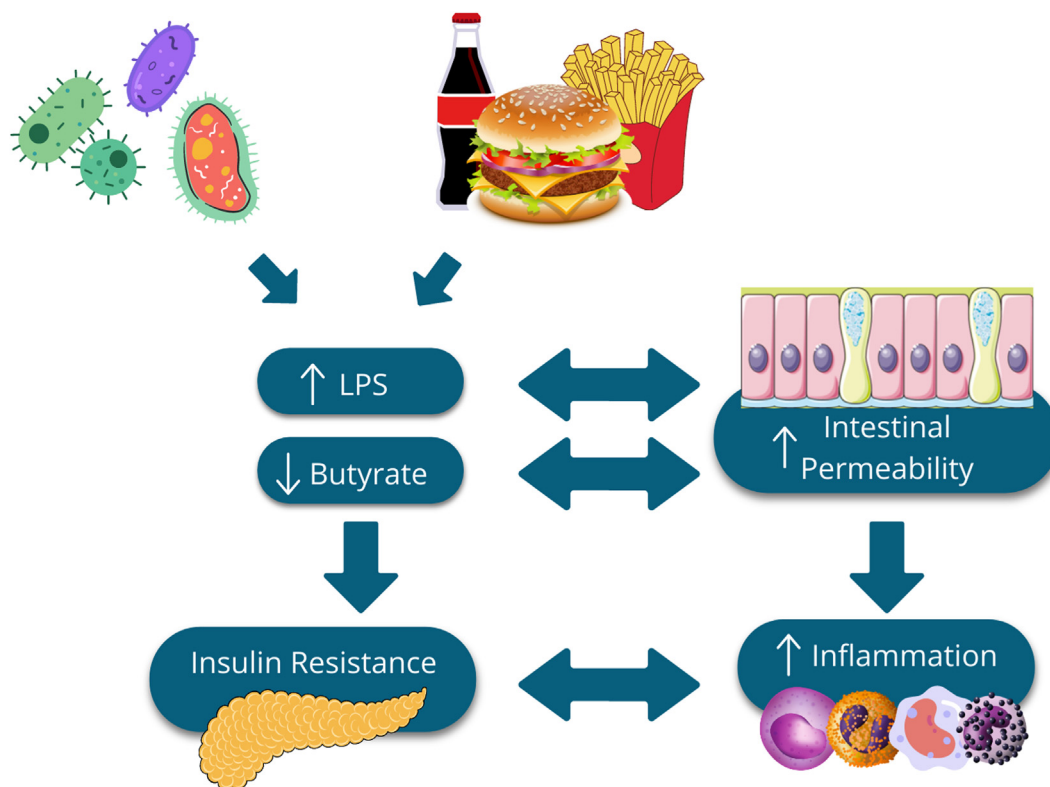 ↑ LPS
↓ Butyrate
↑ Intestinal
Permeability
Insulin Resistance
↑ Inflammation